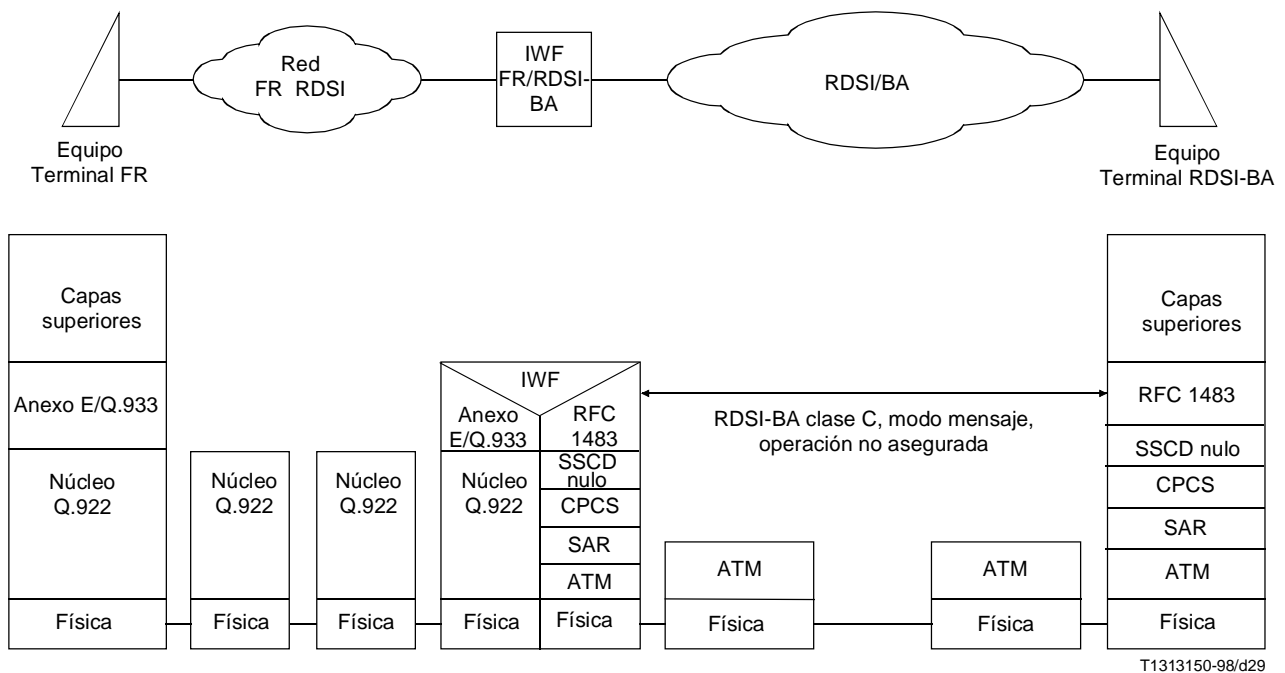 Red
FR RDSI
IWF
FR/RDSI-
BA
RDSI/BA
Equipo
Terminal FR
Equipo
Terminal RDSI-BA
Capas
superiores
Anexo E/Q.933
Núcleo
Q.922
Física
Núcleo
Q.922
Física
Núcleo
Q.922
Física
IWF
Anexo
E/Q.933
Núcleo
Q.922
Física
RFC
1483
SSCD
nulo
CPCS
SAR
ATM
Física
RDSI-BA clase C, modo mensaje,
operación no asegurada
ATM
Física
ATM
Física
Capas
superiores
RFC 1483
SSCD nulo
CPCS
SAR
ATM
Física
T1313150-98/d29